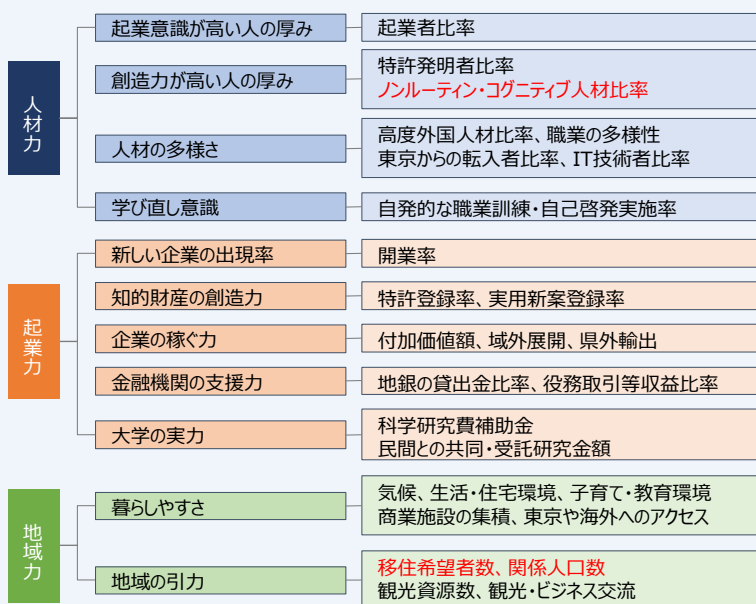 人材力
起業意識が高い人の厚み
起業者比率
創造力が高い人の厚み
特許発明者比率
ノンルーティン・コグニティブ人材比率
人材の多様さ
高度外国人材比率、職業の多様性
東京からの転入者比率、IT技術者比率
学び直し意識
自発的な職業訓練・自己啓発実施率
起業力
新しい企業の出現率
開業率
知的財産の創造力
特許登録率、実用新案登録率
企業の稼ぐ力
付加価値額、域外展開、県外輸出
金融機関の支援力
地銀の貸出金比率、役務取引等収益比率
大学の実力
科学研究費補助金
民間との共同・受託研究金額
地域力
暮らしやすさ
気候、生活・住宅環境、子育て・教育環境
商業施設の集積、東京や海外へのアクセス
地域の引力
移住希望者数、関係人口数
観光資源数、観光・ビジネス交流